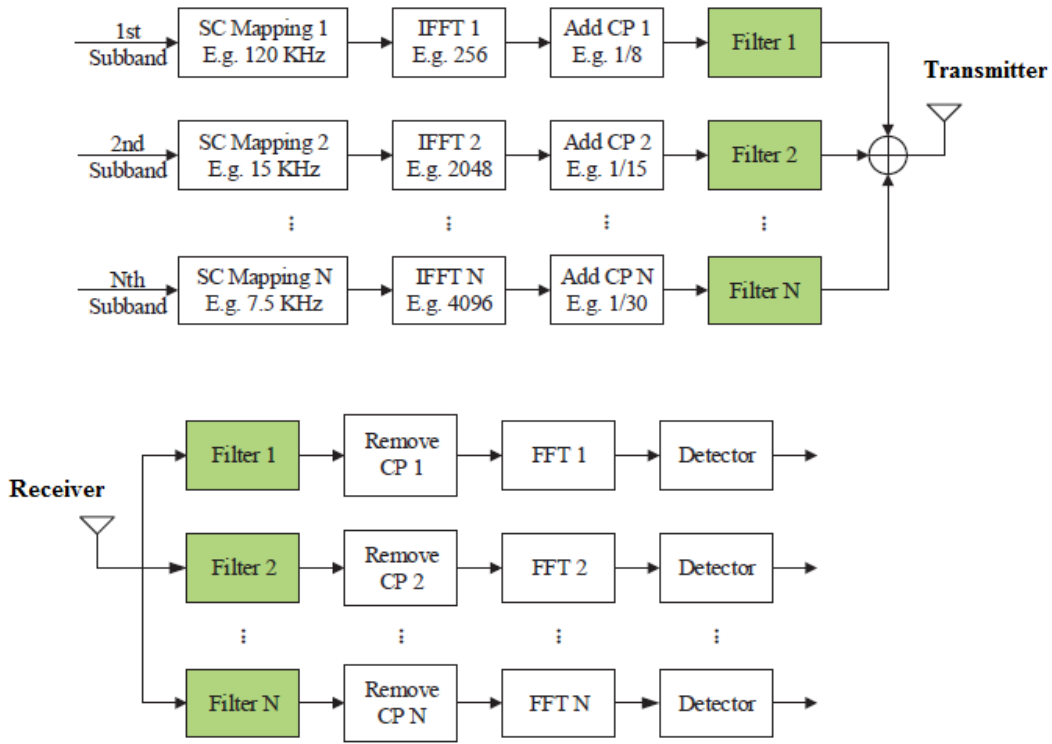 1st
Subband
SC Mapping 1
E.g. 120 KHz
IFFT 1
E.g. 256
Add CP 1
E.g. 1/8
Filter 1
Transmitter
2nd
Subband
SC Mapping 2
E.g. 15 KHz
IFFT 2
E.g. 2048
Add CP 2
E.g. 1/15
Filter 2
Nth
Subband
SC Mapping N
E.g. 7.5 KHz
IFFT N
E.g. 4096
Add CP N
E.g. 1/30
Filter N
Receiver
Filter 1
Remove
CP 1
FFT 1
Detector
Filter 2
Remove
CP 2
FFT 2
Detector
Filter N
Remove
CP N
FFT N
Detector